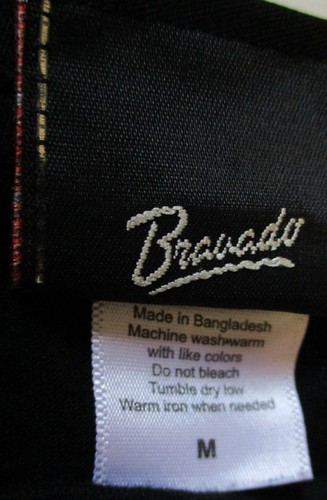 Bravado
Made in Bangladesh
Machine wash warm
with like colors
Do not bleach
Tumble dry low
Warm iron when needed
M